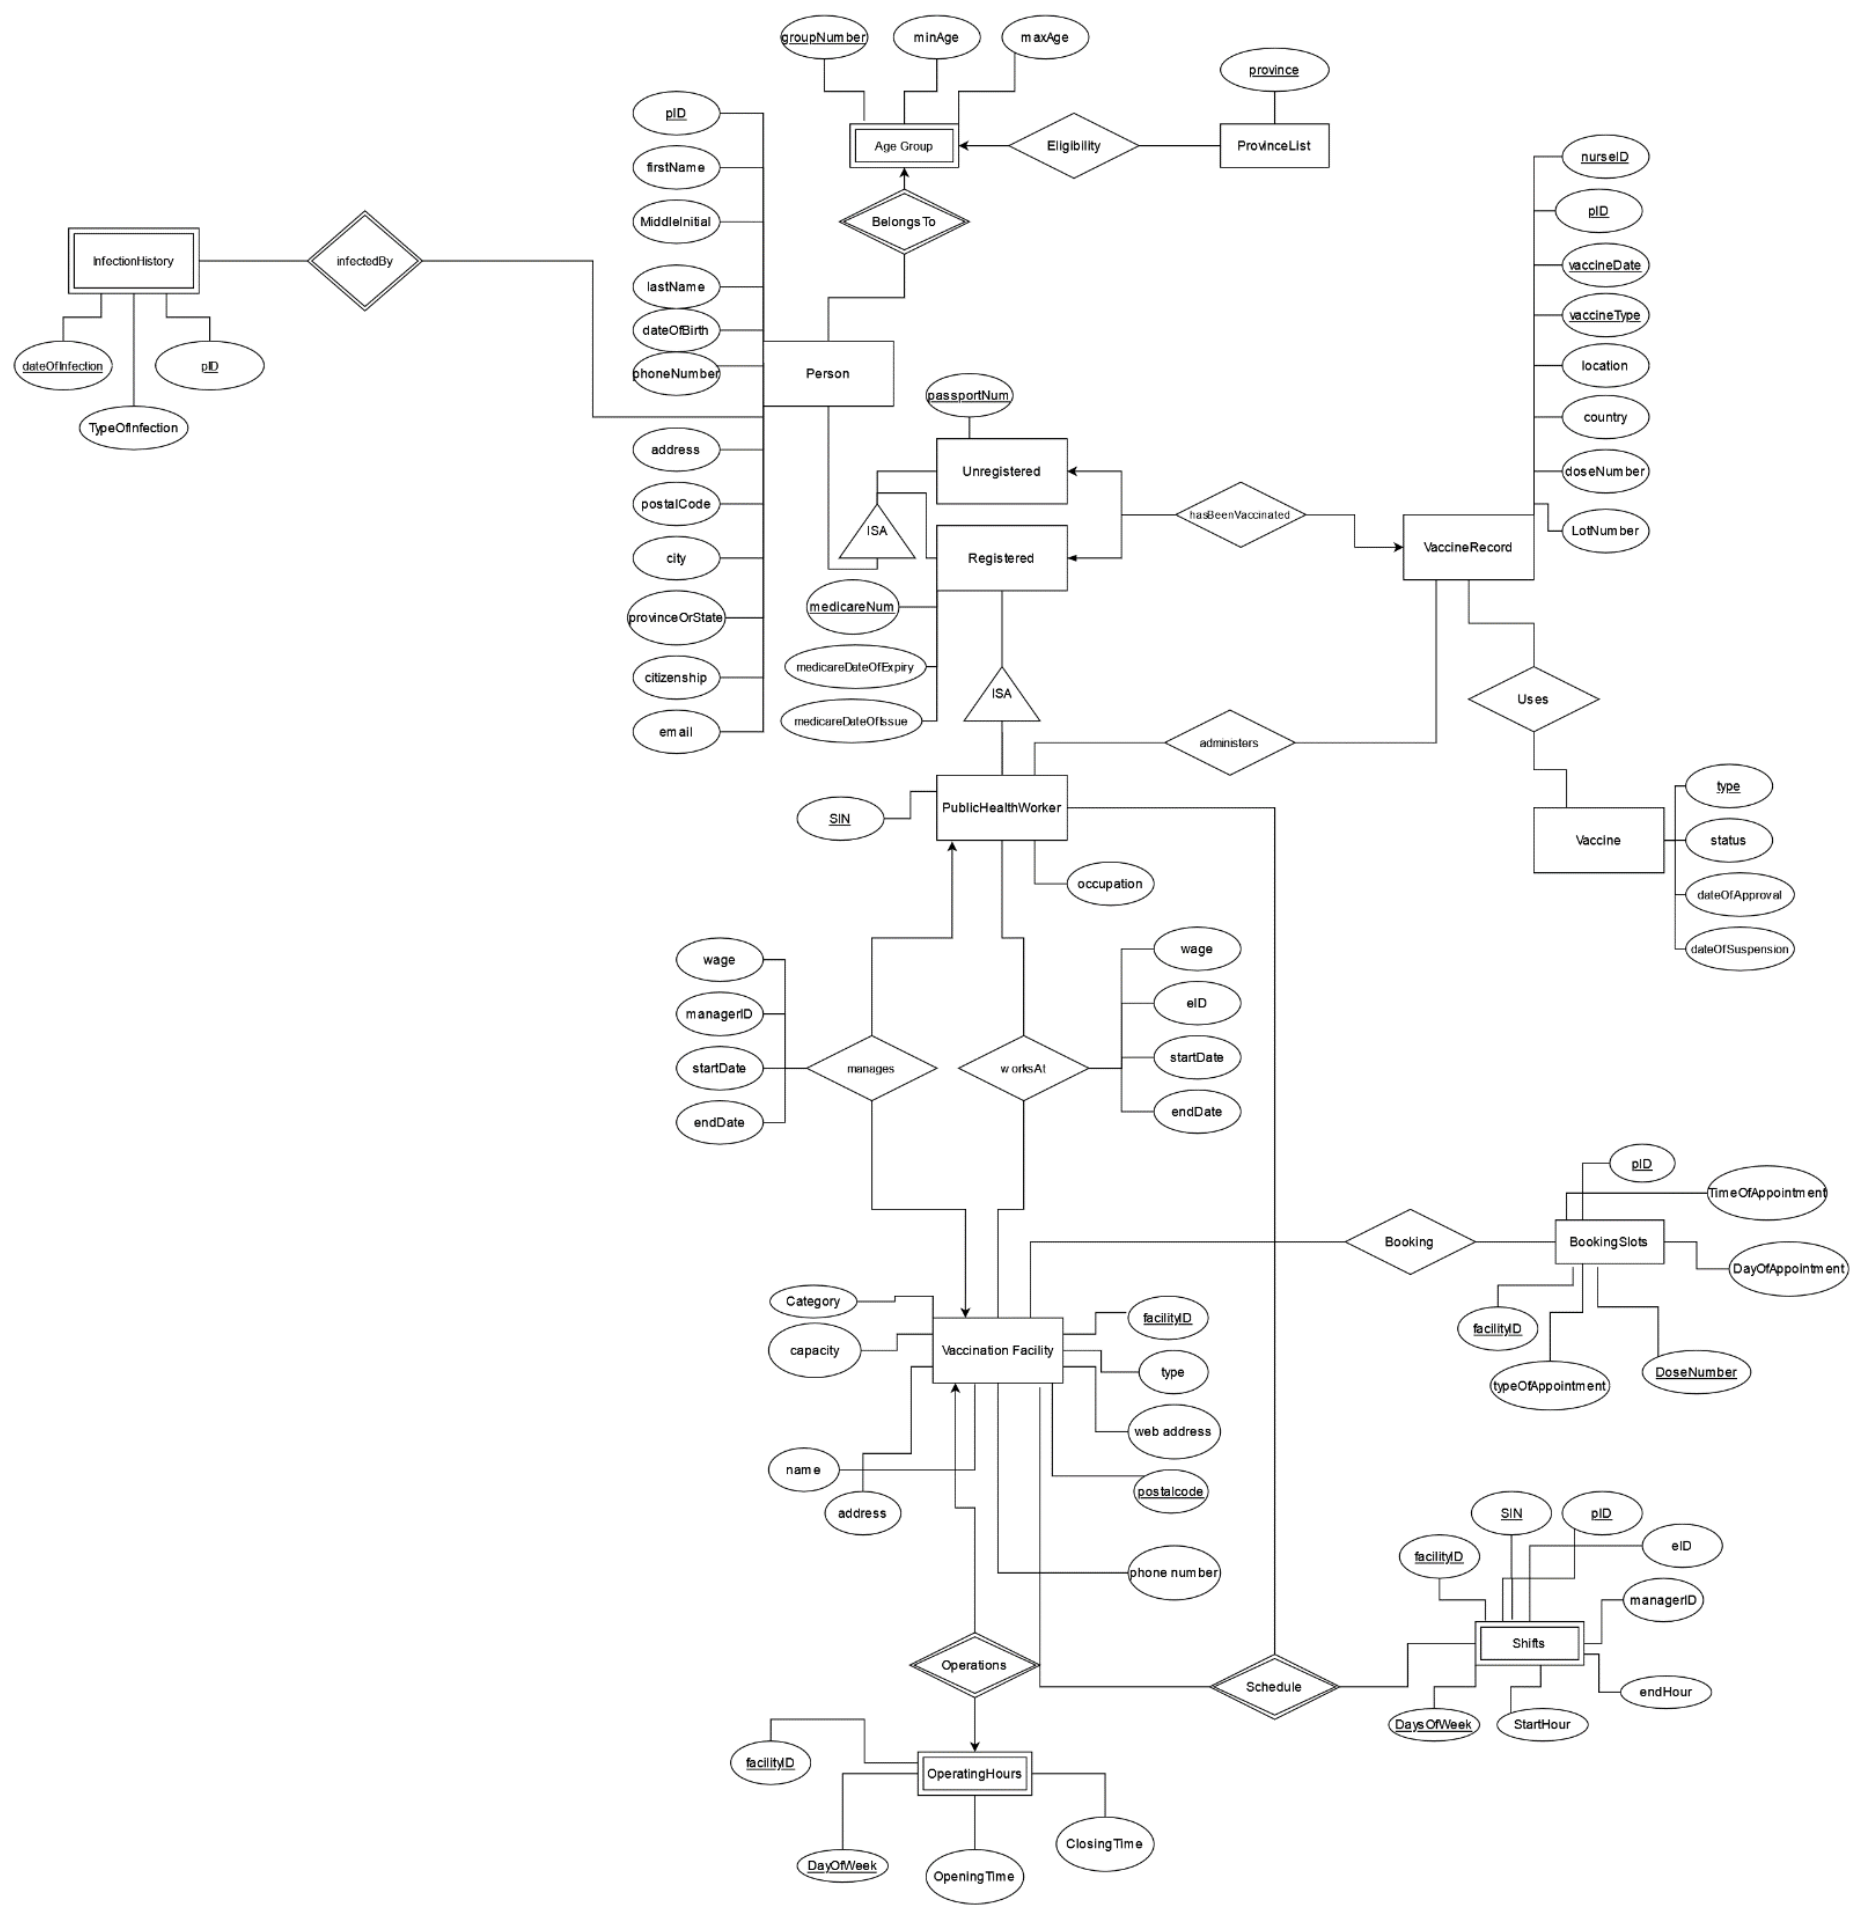 groupNumber
minAge
maxAge
province
pID
Age Group
Eligibility
ProvinceList
nurseID
firstName
pID
MiddleInitial
BelongsTo
InfectionHistory
infectedBy
vaccineDate
lastName
vaccineType
dateOfBirth
dateOfInfection
pID
phoneNumber
Person
location
passportNum
country
TypeOfInfection
address
Unregistered
doseNumber
postalCode
hasBeenVaccinated
ISA
LotNumber
city
Registered
VaccineRecord
medicareNum
provinceOrState
medicareDateOfExpiry
citizenship
ISA
Uses
medicareDateOfIssue
email
administers
type
SIN
PublicHealthWorker
Vaccine
status
occupation
dateOfApproval
wage
wage
dateOfSuspension
managerID
eID
startDate
manages
worksAt
startDate
endDate
endDate
pID
TimeOfAppointment
Booking
BookingSlots
DayOfAppointment
Category
facilityID
facilityID
capacity
Vaccination Facility
type
typeOfAppointment
DoseNumber
web address
name
postalcode
address
SIN
pID
facilityID
eID
phone number
managerID
Shifts
Operations
Schedule
endHour
DaysOfWeek
StartHour
facilityID
OperatingHours
ClosingTime
DayOfWeek
OpeningTime